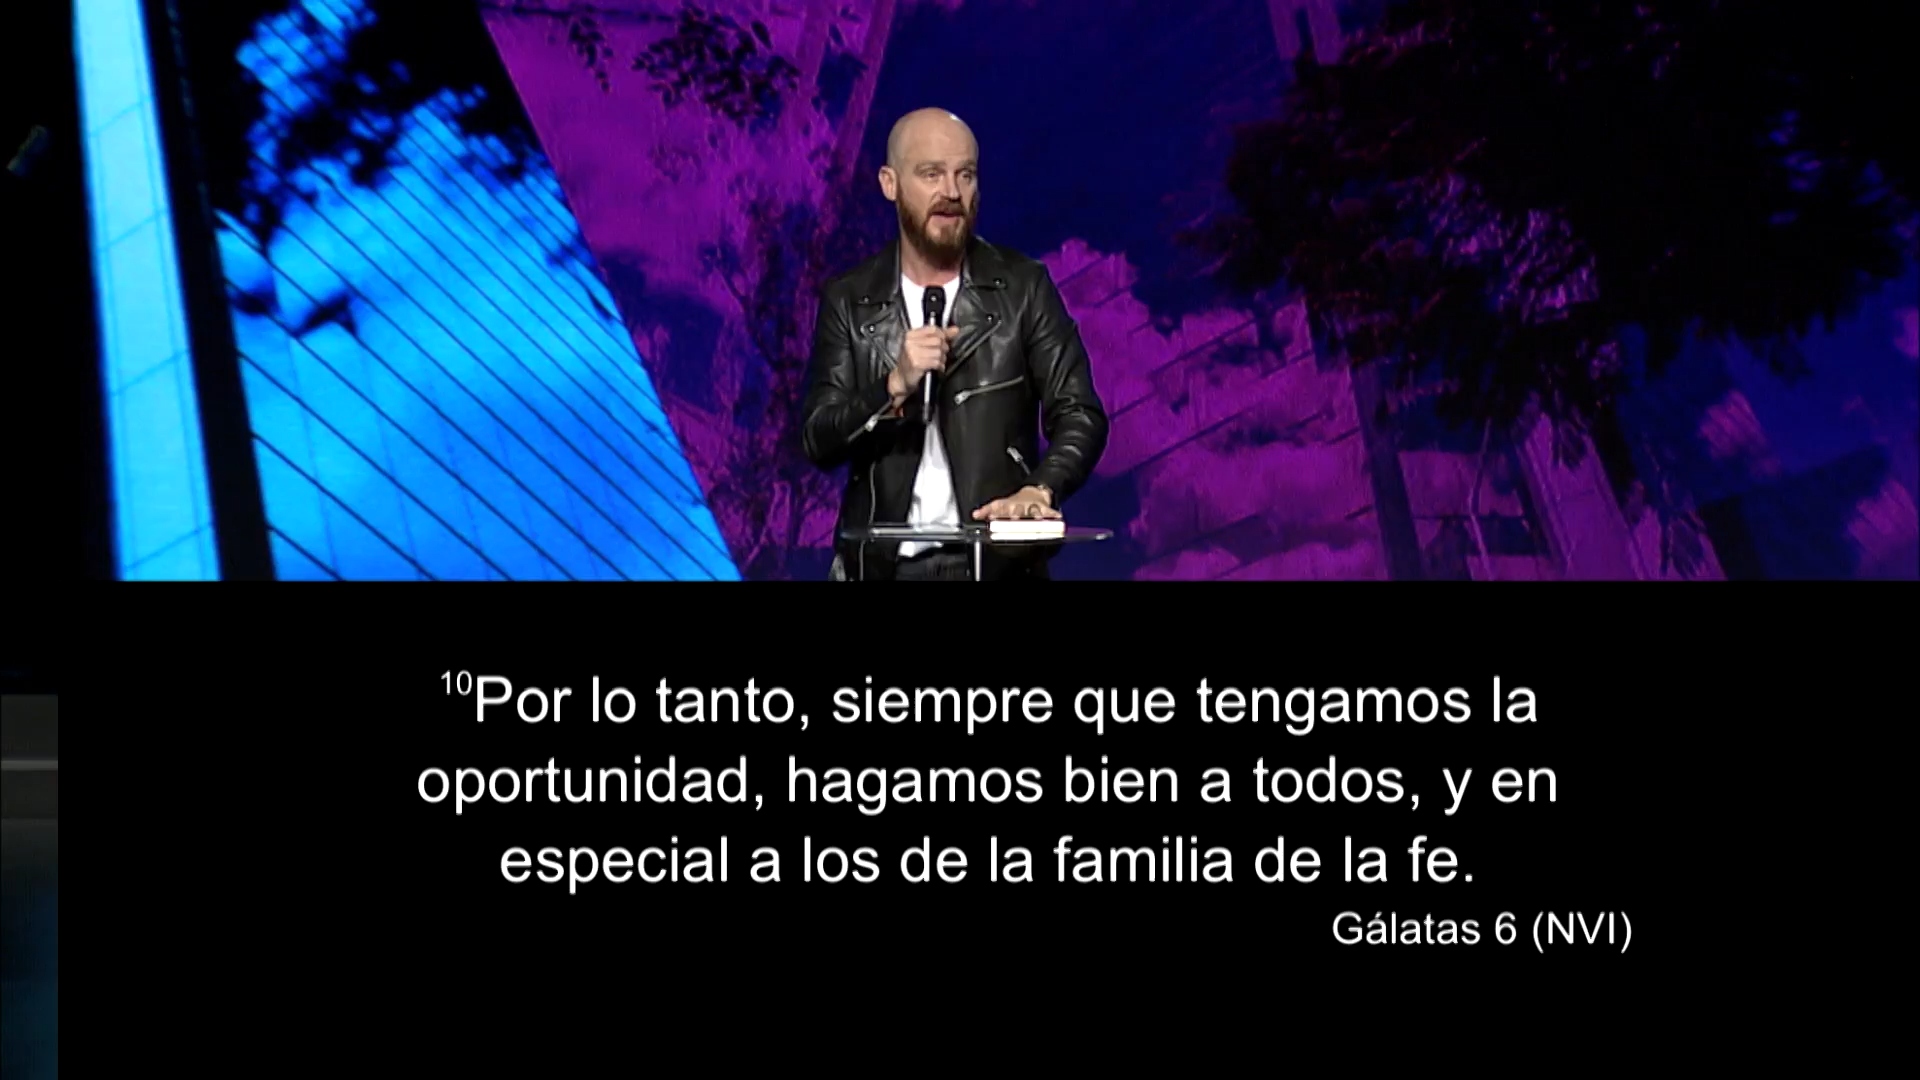 10Por lo tanto, siempre que tengamos la
oportunidad, hagamos bien a todos, y en
especial a los de la familia de la fe.
Gálatas 6 (NVI)